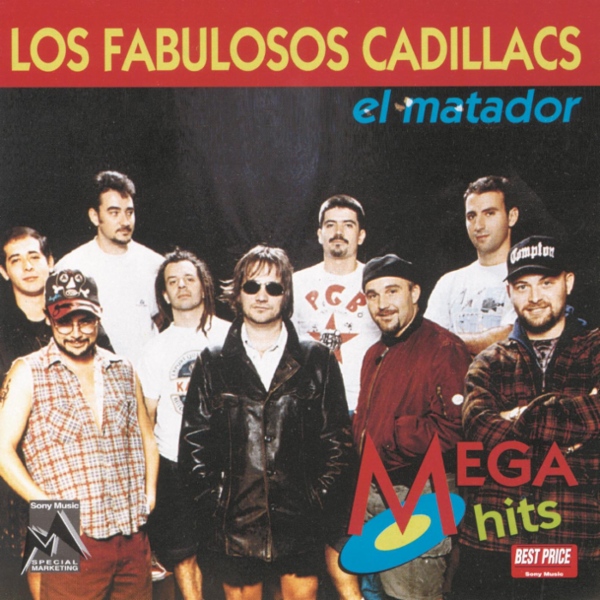 LOS FABULOSOS CADILLACS
el matador
Compton
P.G.P.
MEGA
hits
Sony Music
SPECIAL
MARKETING
BEST PRICE
Sony Music